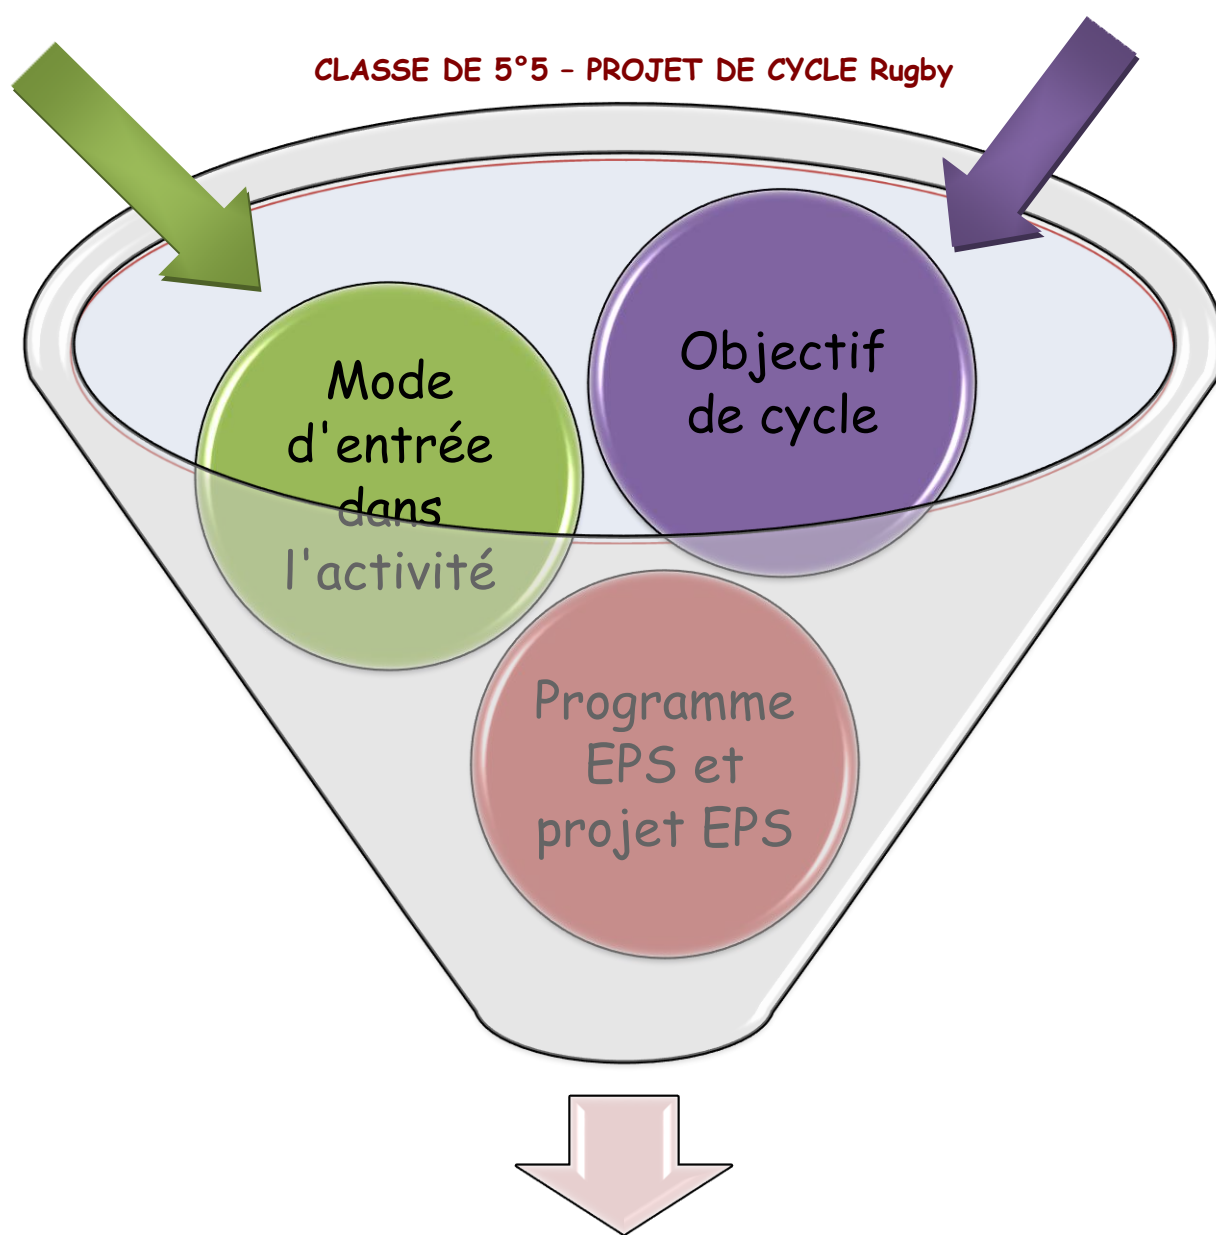 CLASSE DE 5°5 – PROJET DE CYCLE Rugby
Mode
d'entrée
dans
l'activité
Objectif
de cycle
Programme
EPS et
projet EPS